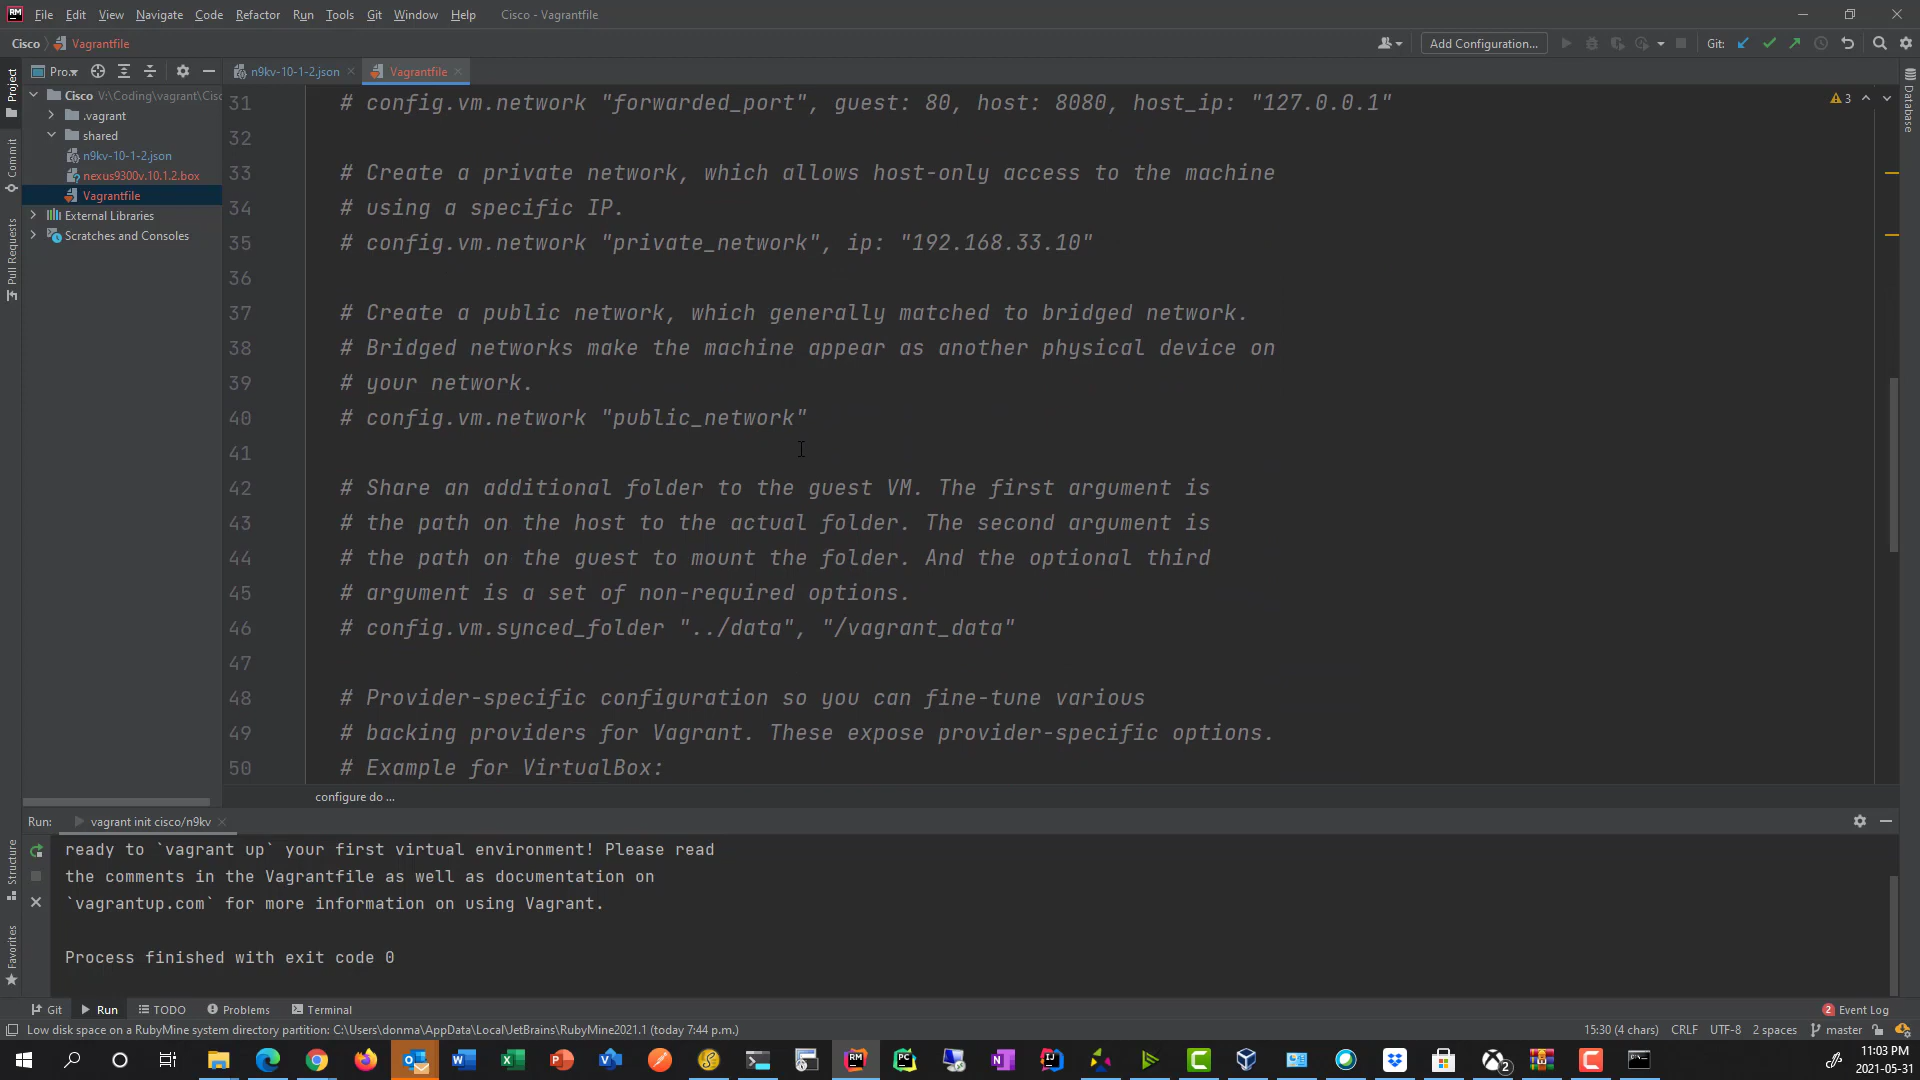 RM File Edit View Navigate Code Refactor Run Tools Git Window Help Cisco - Vagrantfile
Cisco Vagrantfile Add Configuration... Git:
Pro... n9kv-10-1-2.json Vagrantfile
Project
Commit
Pull Requests
Structure
Favorites
Database
Cisco V:\Coding\vagrant\Cisc
.vagrant
shared
n9kv-10-1-2.json
nexus9300v.10.1.2.box
Vagrantfile
External Libraries
Scratches and Consoles
3
31 # config.vm.network "forwarded_port", guest: 80, host: 8080, host_ip: "127.0.0.1"
32
33 # Create a private network, which allows host-only access to the machine
34 # using a specific IP.
35 # config.vm.network "private_network", ip: "192.168.33.10"
36
37 # Create a public network, which generally matched to bridged network.
38 # Bridged networks make the machine appear as another physical device on
39 # your network.
40 # config.vm.network "public_network"
41
42 # Share an additional folder to the guest VM. The first argument is
43 # the path on the host to the actual folder. The second argument is
44 # the path on the guest to mount the folder. And the optional third
45 # argument is a set of non-required options.
46 # config.vm.synced_folder "../data", "/vagrant_data"
47
48 # Provider-specific configuration so you can fine-tune various
49 # backing providers for Vagrant. These expose provider-specific options.
50 # Example for VirtualBox:
configure do ...
Run: vagrant init cisco/n9kv
ready to `vagrant up` your first virtual environment! Please read
the comments in the Vagrantfile as well as documentation on
`vagrantup.com` for more information on using Vagrant.
Process finished with exit code 0
Git Run TODO Problems Terminal 2 Event Log
Low disk space on a RubyMine system directory partition: C:\Users\donma\AppData\Local\JetBrains\RubyMine2021.1 (today 7:44 p.m.) 15:30 (4 chars) CRLF UTF-8 2 spaces master
11:03 PM
2021-05-31